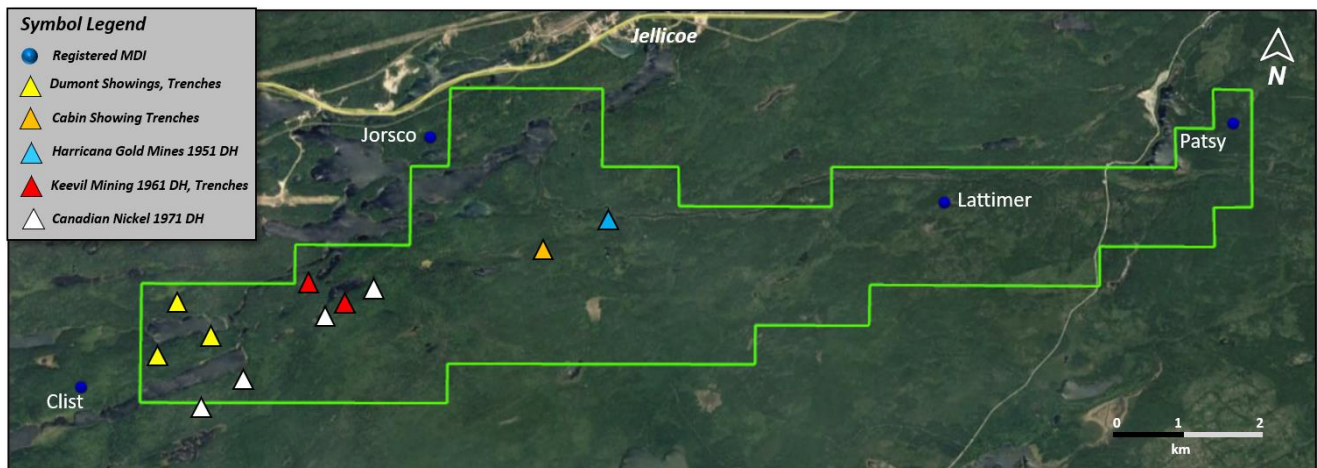 Symbol Legend
Registered MDI
Dumont Showings, Trenches
Cabin Showing Trenches
Harricana Gold Mines 1951 DH
Keevil Mining 1961 DH, Trenches
Canadian Nickel 1971 DH
Jellicoe
N
Jorsco
Patsy
Lattimer
Clist
0 1 2
km